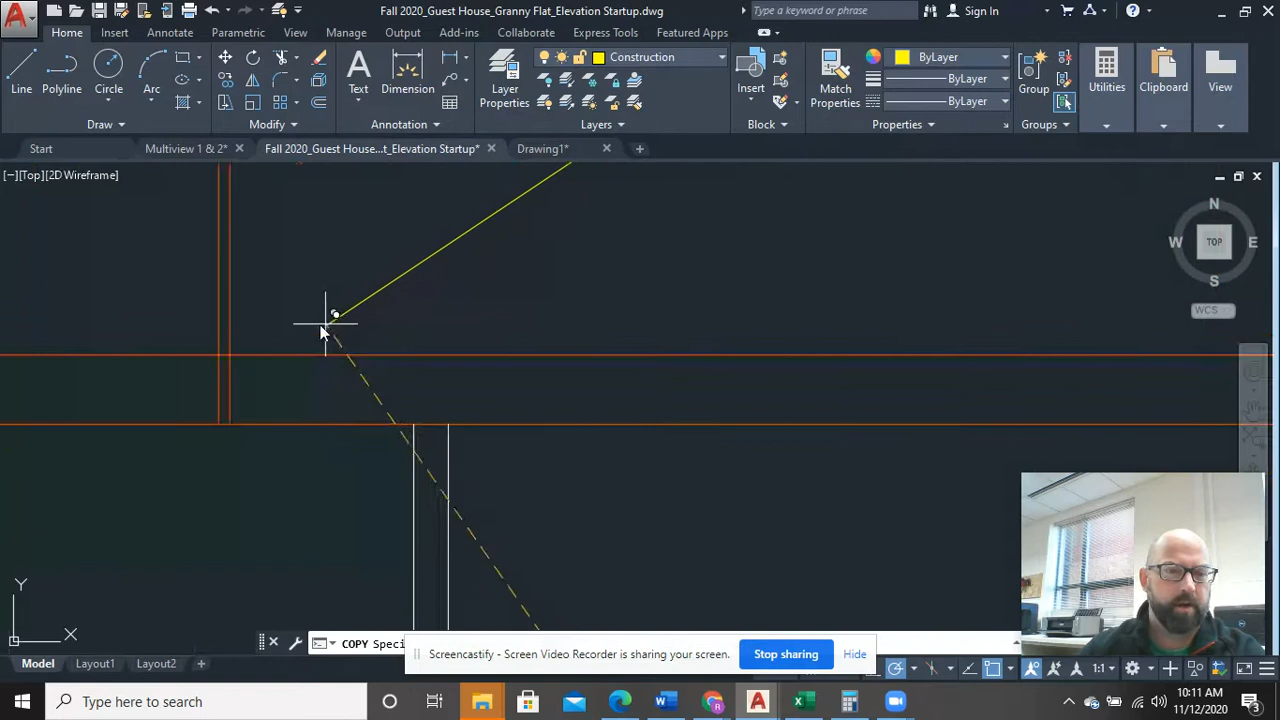 Fall 2020_Guest House_Granny Flat_Elevation Startup.dwg
Type a keyword or phrase
Sign In
Home Insert Annotate Parametric View Manage Output Add-ins Collaborate Express Tools Featured Apps
Construction
ByLayer
ByLayer
ByLayer
Line Polyline Circle Arc
Text Dimension
Layer Properties
Insert
Match Properties
Group
Utilities Clipboard View
Draw Modify Annotation Layers Block Properties Groups
Start Multiview 1 & 2* Fall 2020_Guest House...t_Elevation Startup* Drawing1*
[−][Top][2D Wireframe]
N
W TOP E
S
WCS
Y
X
COPY Speci
Screencastify - Screen Video Recorder is sharing your screen. Stop sharing Hide
Model Layout1 Layout2
1:1
Type here to search
10:11 AM
11/12/2020
3